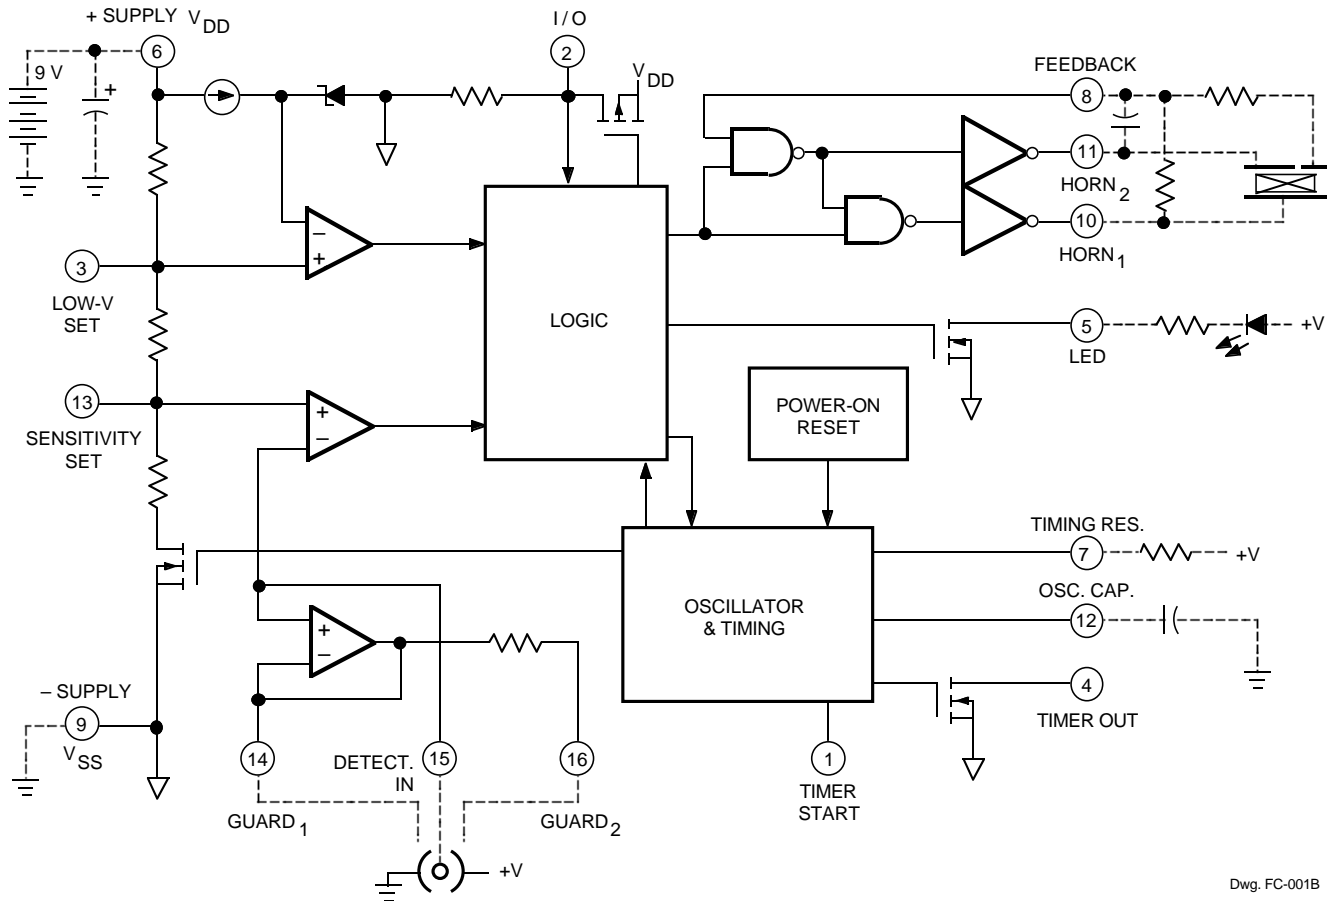 + SUPPLY V DD
6
I / O
2
9 V
+
V DD
FEEDBACK
8
11
HORN 2
10
HORN 1
−
+
3
LOW-V
SET
LOGIC
5
LED
+V
13
SENSITIVITY
SET
+
−
POWER-ON
RESET
TIMING RES.
7
+V
OSC. CAP.
12
OSCILLATOR
& TIMING
+
−
4
TIMER OUT
– SUPPLY
9
V SS
14
DETECT.
IN
15
16
1
TIMER
START
GUARD 1
GUARD 2
+V
Dwg. FC-001B